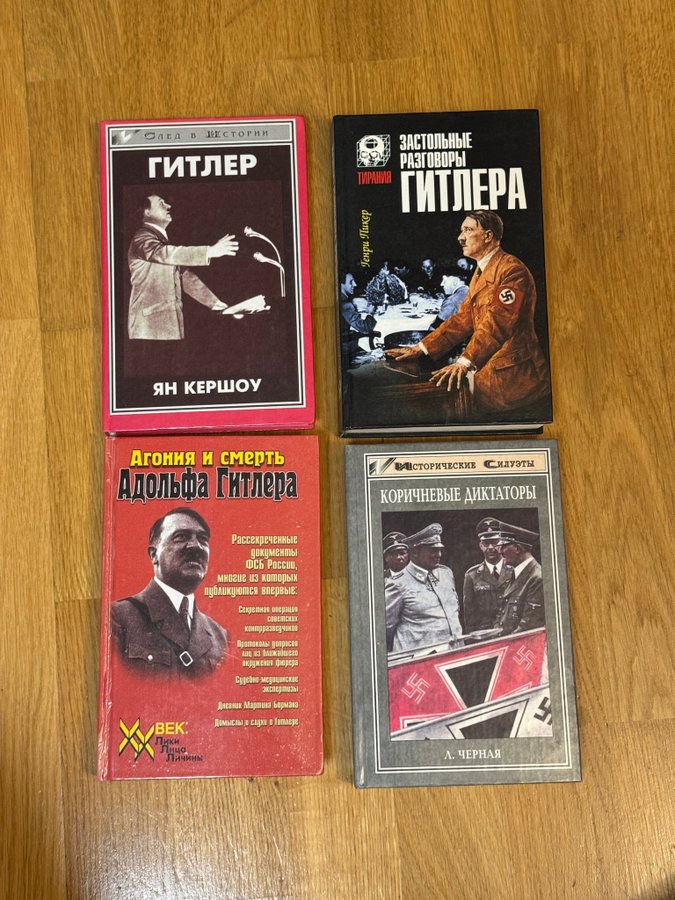 След в Истории
ГИТЛЕР
ЯН КЕРШОУ
ТИРАНИЯ
ЗАСТОЛЬНЫЕ
РАЗГОВОРЫ
ГИТЛЕРА
Генри Пикер
Агония и смерть
Адольфа Гитлера
Рассекреченные
документы
ФСБ России,
многие из которых
публикуются впервые:
Секретная операция
советских
контрразведчиков
Протоколы допросов
лиц из ближайшего
окружения фюрера
Судебно-медицинские
экспертизы
Дневник Мартина Бормана
Домыслы и слухи о Гитлере
XX ВЕК:
Лики
Лица
Личины
Исторические Силуэты
КОРИЧНЕВЫЕ ДИКТАТОРЫ
Л. ЧЕРНАЯ